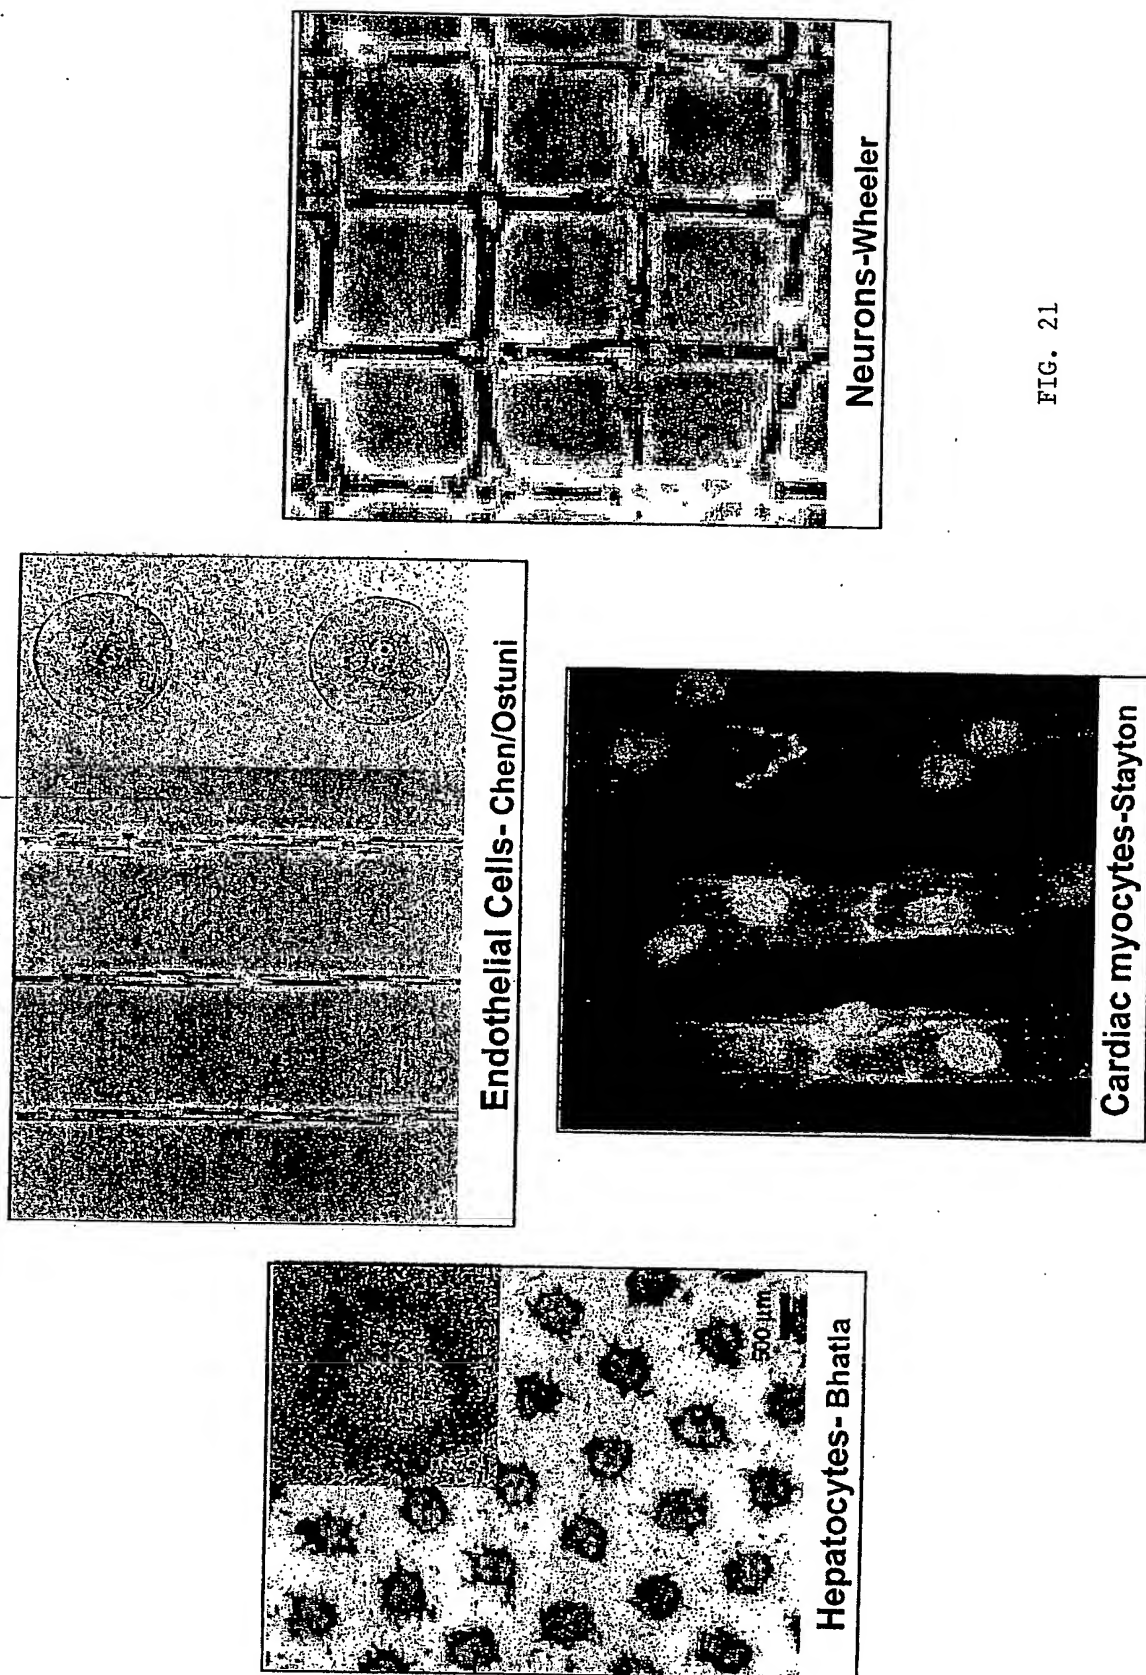 Hepatocytes- Bhatia
500 µm
Endothelial Cells- Chen/Ostuni
Cardiac myocytes-Stayton
Neurons-Wheeler
FIG. 21